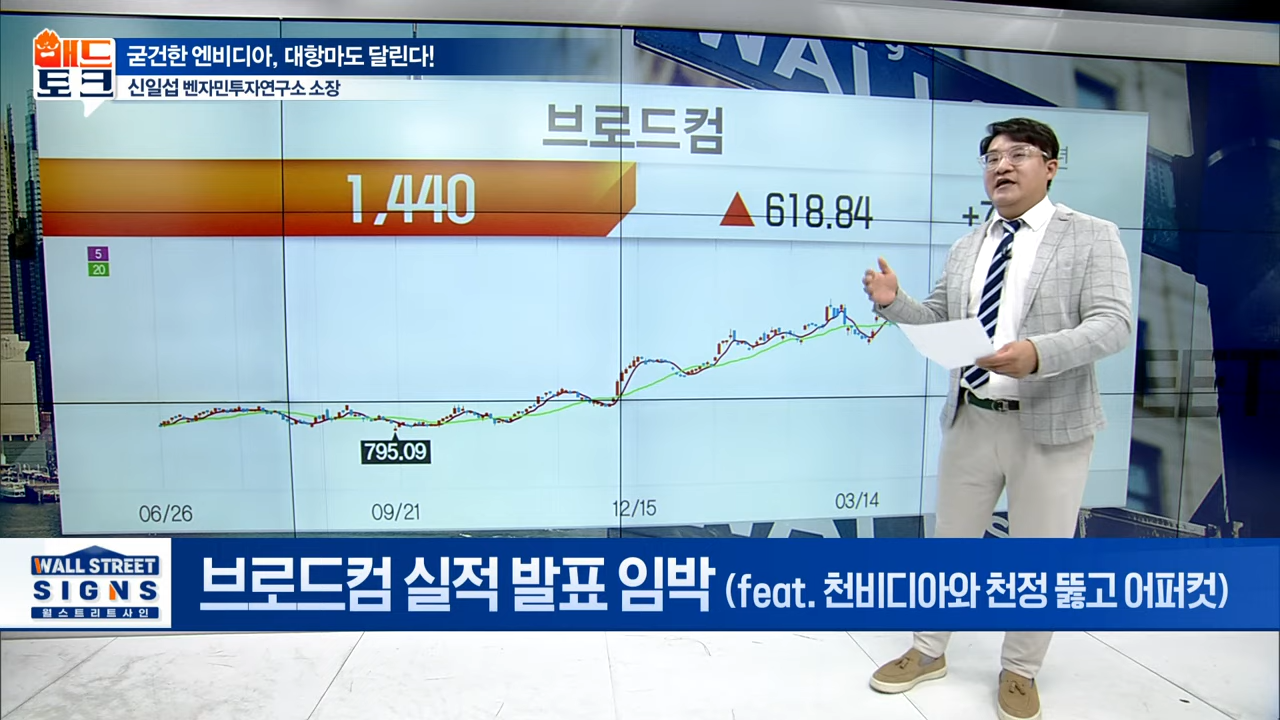 매드
토크
굳건한 엔비디아, 대항마도 달린다!
신일섭 벤자민투자연구소 소장
WALL
브로드컴
1,440
▲ 618.84
+7
5
20
795.09
06/26
09/21
12/15
03/14
WALL STREET
SIGNS
월스트리트사인
브로드컴 실적 발표 임박 (feat. 천비디아와 천정 뚫고 어퍼컷)